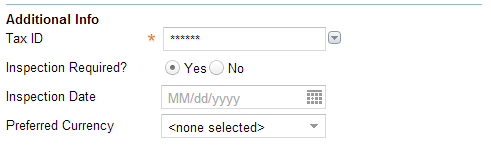 Additional Info
Tax ID * ******
Inspection Required? Yes No
Inspection Date MM/dd/yyyy
Preferred Currency <none selected>